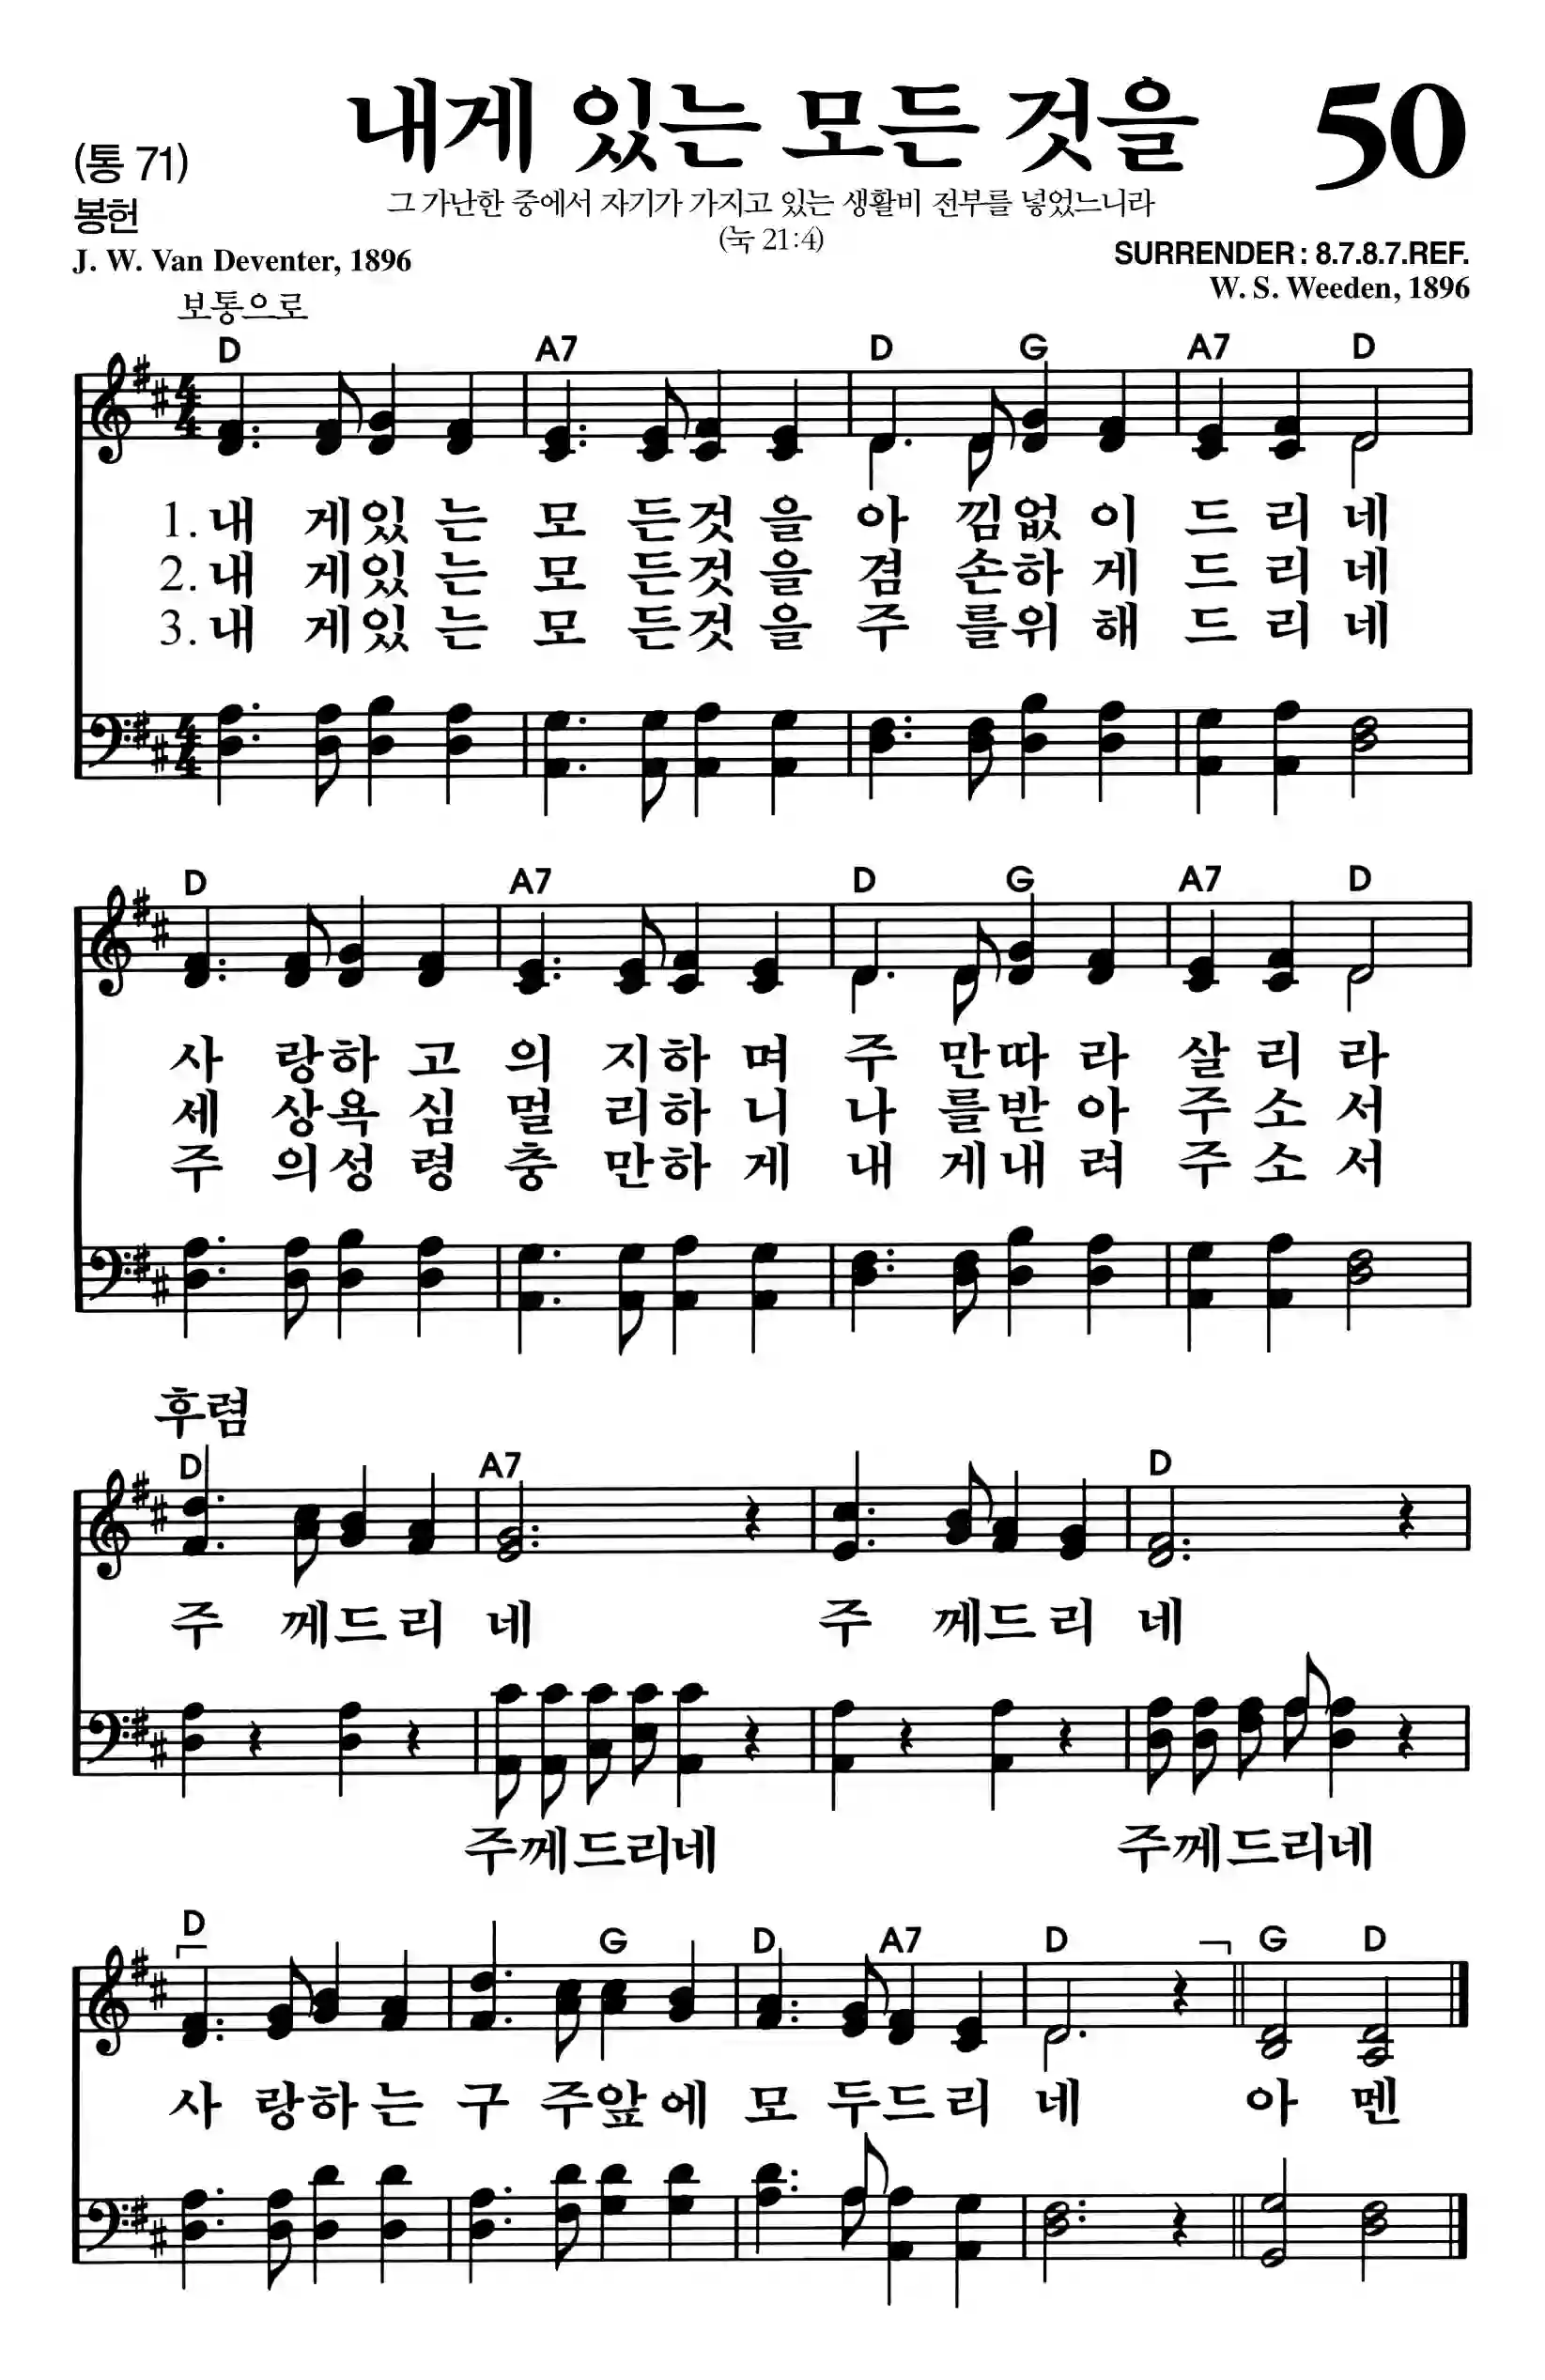 내게 있는 모든 것을 50
(통 71)
그 가난한 중에서 자기가 가지고 있는 생활비 전부를 넣었느니라
봉헌
(눅 21:4)
J. W. Van Deventer, 1896
SURRENDER : 8.7.8.7.REF.
W. S. Weeden, 1896
보통으로
D A7 D G A7 D
4 4
1. 내 게있 는 모 든것 을 아 낌없 이 드 리 네
2. 내 게있 는 모 든것 을 겸 손하 게 드 리 네
3. 내 게있 는 모 든것 을 주 를위 해 드 리 네
4 4
D A7 D G A7 D
사 랑하 고 의 지하 며 주 만따 라 살 리 라
세 상욕 심 멀 리하 니 나 를받 아 주 소 서
주 의성 령 충 만하 게 내 게내 려 주 소 서
후렴
D A7 D
주 께드 리 네 주 께드 리 네
주께드리네 주께드리네
D G D A7 D G D
사 랑하 는 구 주앞 에 모 두드 리 네 아 멘